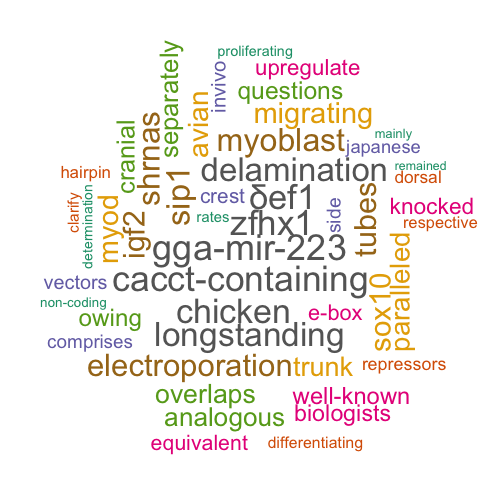 proliferating
upregulate
separately
invivo
questions
avian
migrating
cranial
shrnas
myoblast
mainly
japanese
hairpin
delamination
remained
dorsal
sip1
crest
δef1
clarify
determination
myod
igf2
rates
zfhx1
side
tubes
knocked
respective
gga-mir-223
vectors
cacct-containing
sox10
paralleled
non-coding
owing
chicken
e-box
comprises
longstanding
electroporation
trunk
repressors
overlaps
well-known
analogous
biologists
equivalent
differentiating